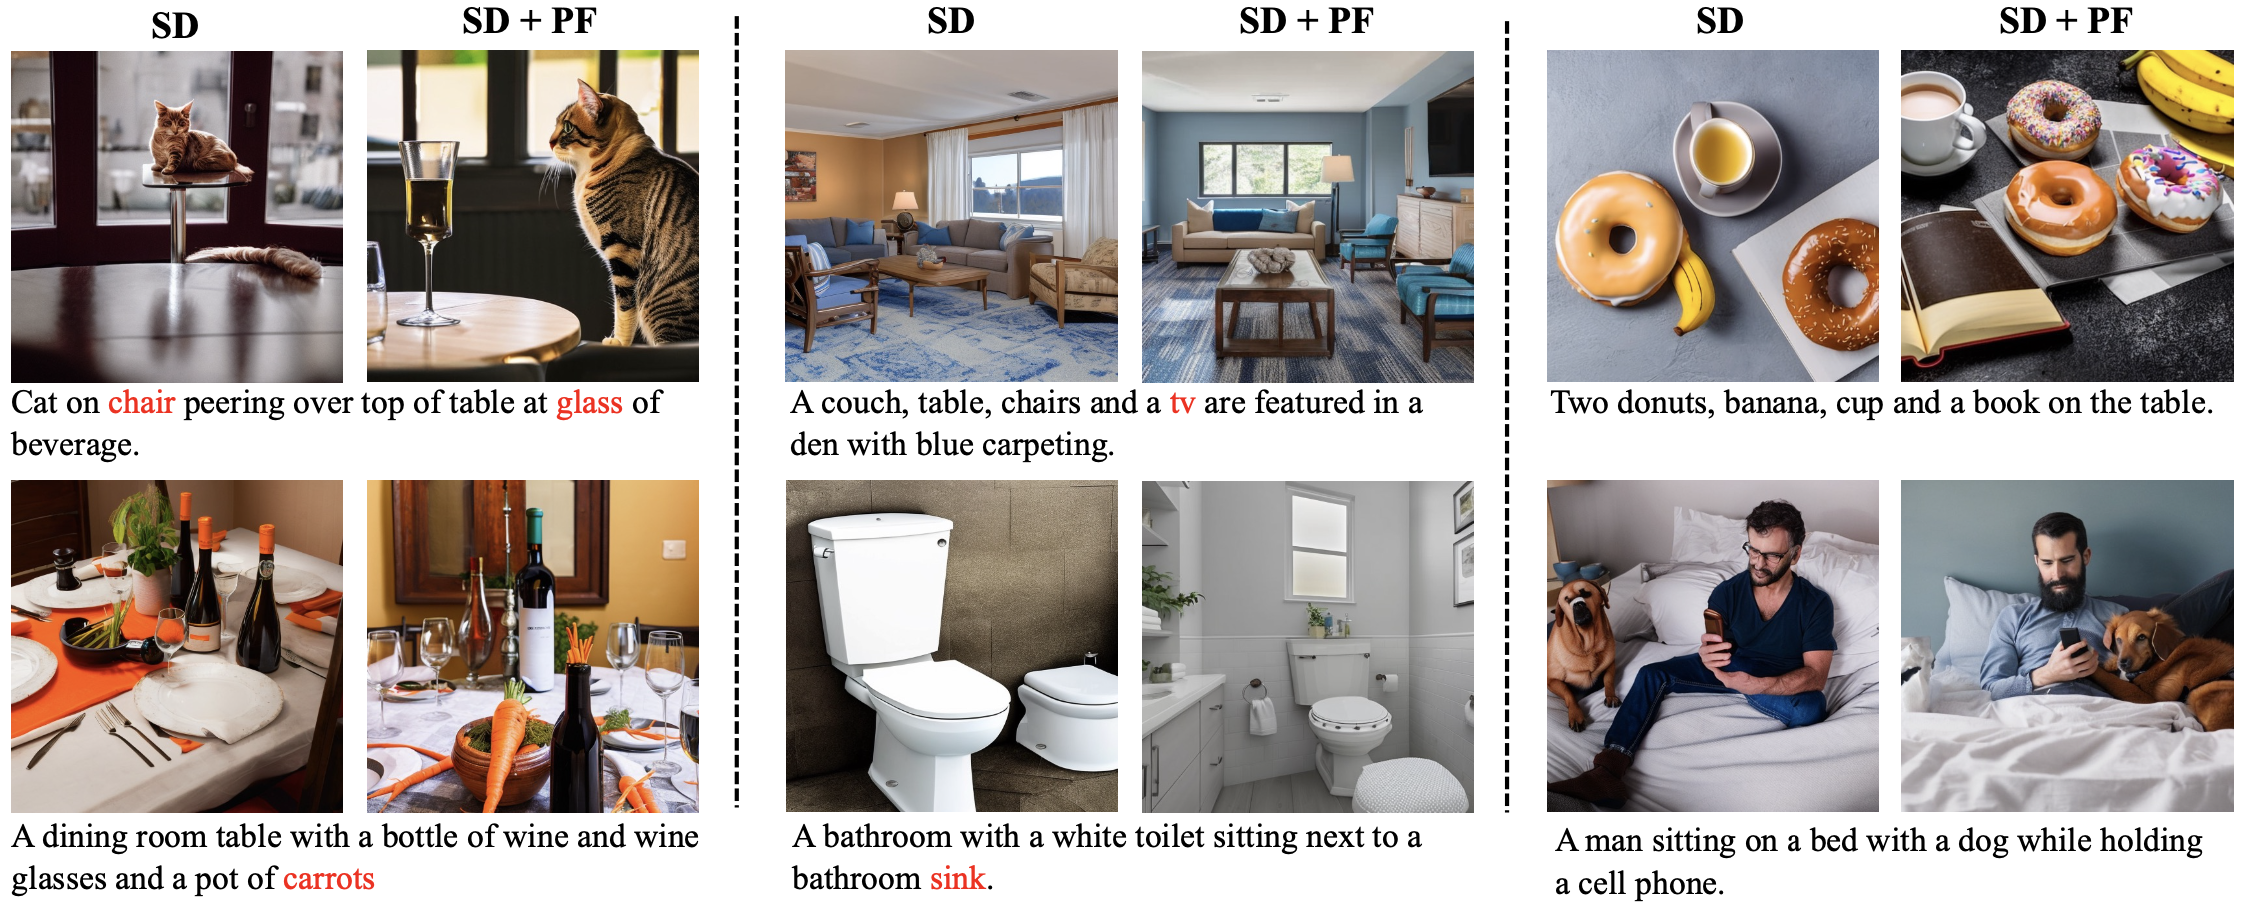 SD
SD + PF
SD
SD + PF
SD
SD + PF
Cat on chair peering over top of table at glass of
beverage.
A couch, table, chairs and a tv are featured in a
den with blue carpeting.
Two donuts, banana, cup and a book on the table.
A dining room table with a bottle of wine and wine
glasses and a pot of carrots
A bathroom with a white toilet sitting next to a
bathroom sink.
A man sitting on a bed with a dog while holding
a cell phone.